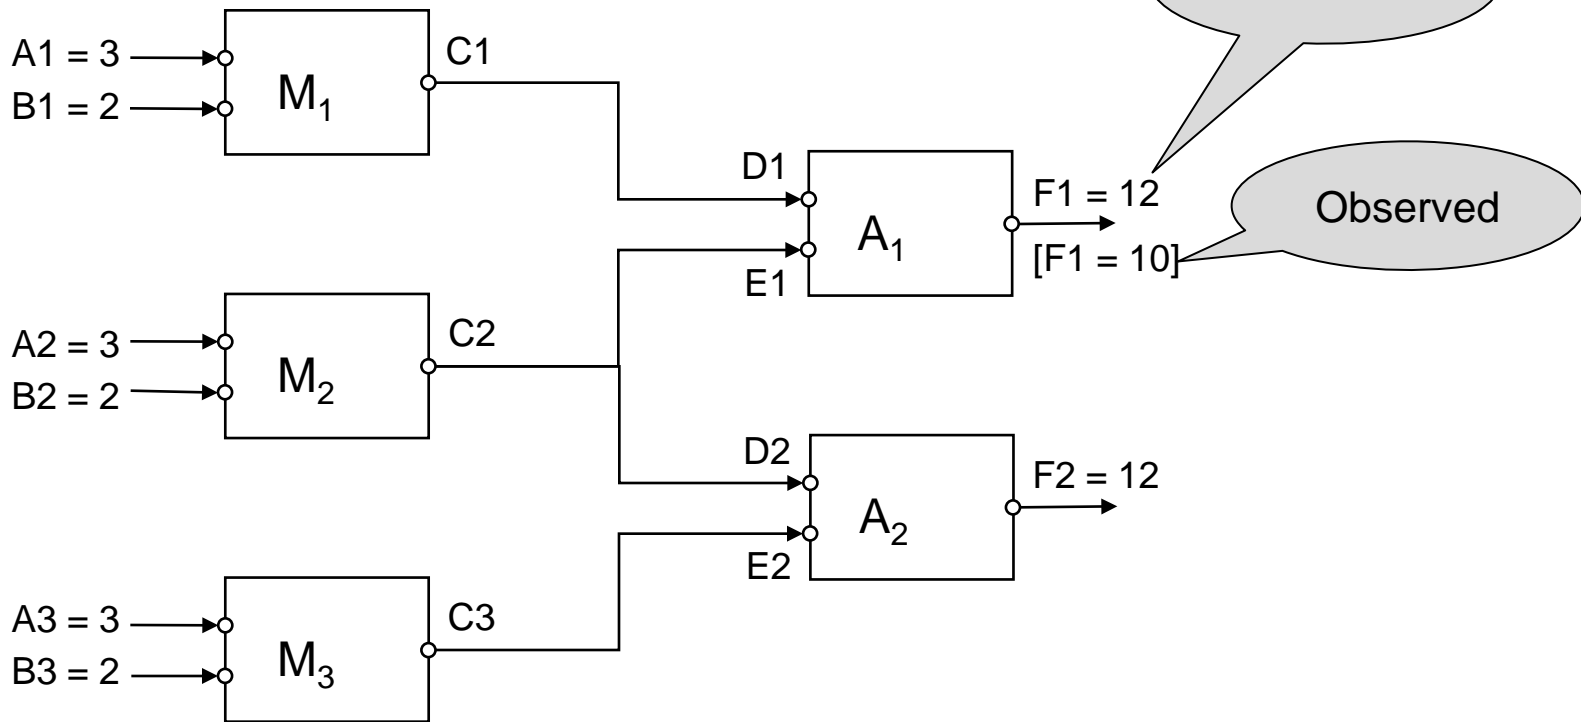 A1 = 3
B1 = 2
M1
C1
D1
E1
A1
F1 = 12
[F1 = 10]
Observed
A2 = 3
B2 = 2
M2
C2
D2
E2
A2
F2 = 12
A3 = 3
B3 = 2
M3
C3